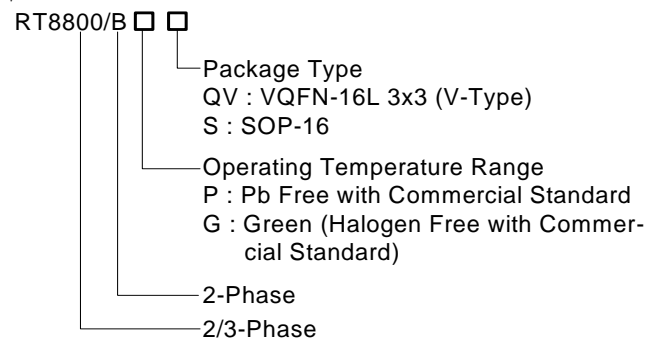 RT8800/B
Package Type
QV : VQFN-16L 3x3 (V-Type)
S : SOP-16
Operating Temperature Range
P : Pb Free with Commercial Standard
G : Green (Halogen Free with Commer-
cial Standard)
2-Phase
2/3-Phase